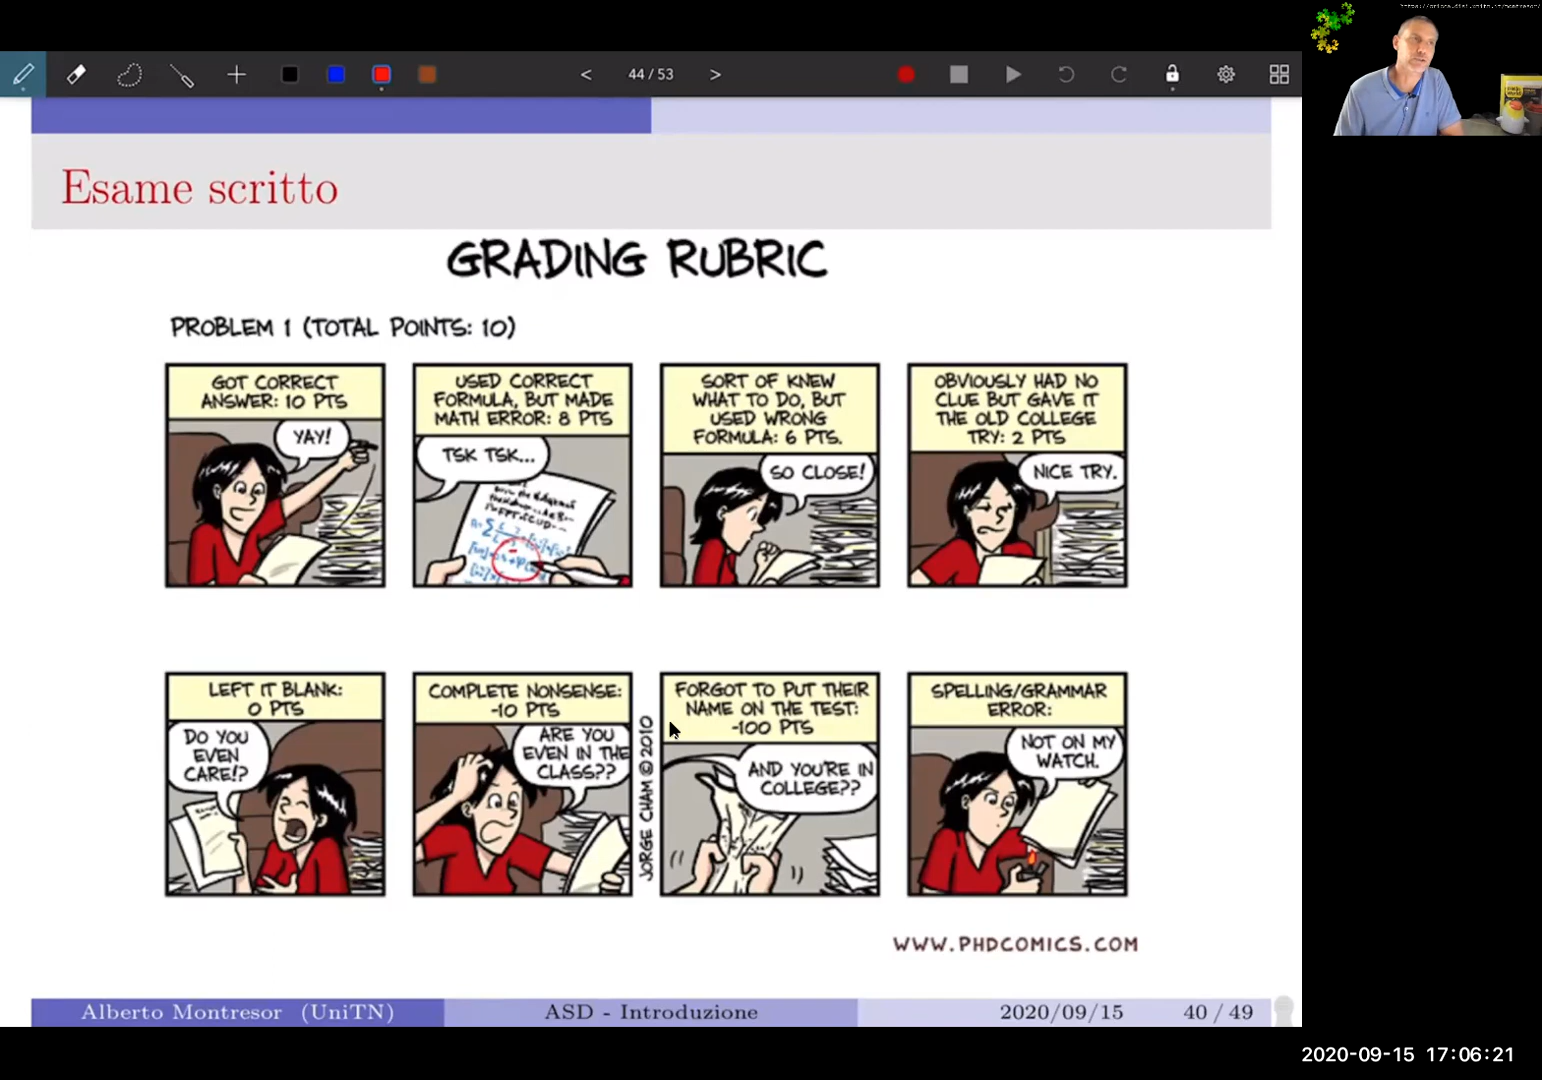 https://cricca.disi.unitn.it/montresor/
44 / 53
Esame scritto
GRADING RUBRIC
PROBLEM 1 (TOTAL POINTS: 10)
GOT CORRECT
ANSWER: 10 PTS
YAY!
USED CORRECT
FORMULA, BUT MADE
MATH ERROR: 8 PTS
TSK TSK...
SORT OF KNEW
WHAT TO DO, BUT
USED WRONG
FORMULA: 6 PTS.
SO CLOSE!
OBVIOUSLY HAD NO
CLUE BUT GAVE IT
THE OLD COLLEGE
TRY: 2 PTS
NICE TRY.
LEFT IT BLANK:
0 PTS
DO YOU
EVEN
CARE!?
COMPLETE NONSENSE:
-10 PTS
ARE YOU
EVEN IN THE
CLASS??
JORGE CHAM © 2010
FORGOT TO PUT THEIR
NAME ON THE TEST:
-100 PTS
AND YOU'RE IN
COLLEGE??
SPELLING/GRAMMAR
ERROR:
NOT ON MY
WATCH.
WWW.PHDCOMICS.COM
Alberto Montresor (UniTN)
ASD - Introduzione
2020/09/15
40 / 49
2020-09-15 17:06:21